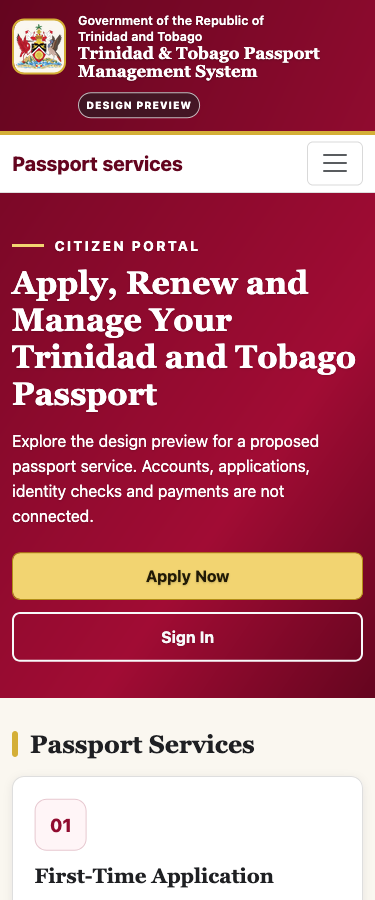 Government of the Republic of
Trinidad and Tobago
Trinidad & Tobago Passport
Management System
DESIGN PREVIEW
Passport services
CITIZEN PORTAL
Apply, Renew and
Manage Your
Trinidad and Tobago
Passport
Explore the design preview for a proposed
passport service. Accounts, applications,
identity checks and payments are not
connected.
Apply Now
Sign In
Passport Services
01
First-Time Application